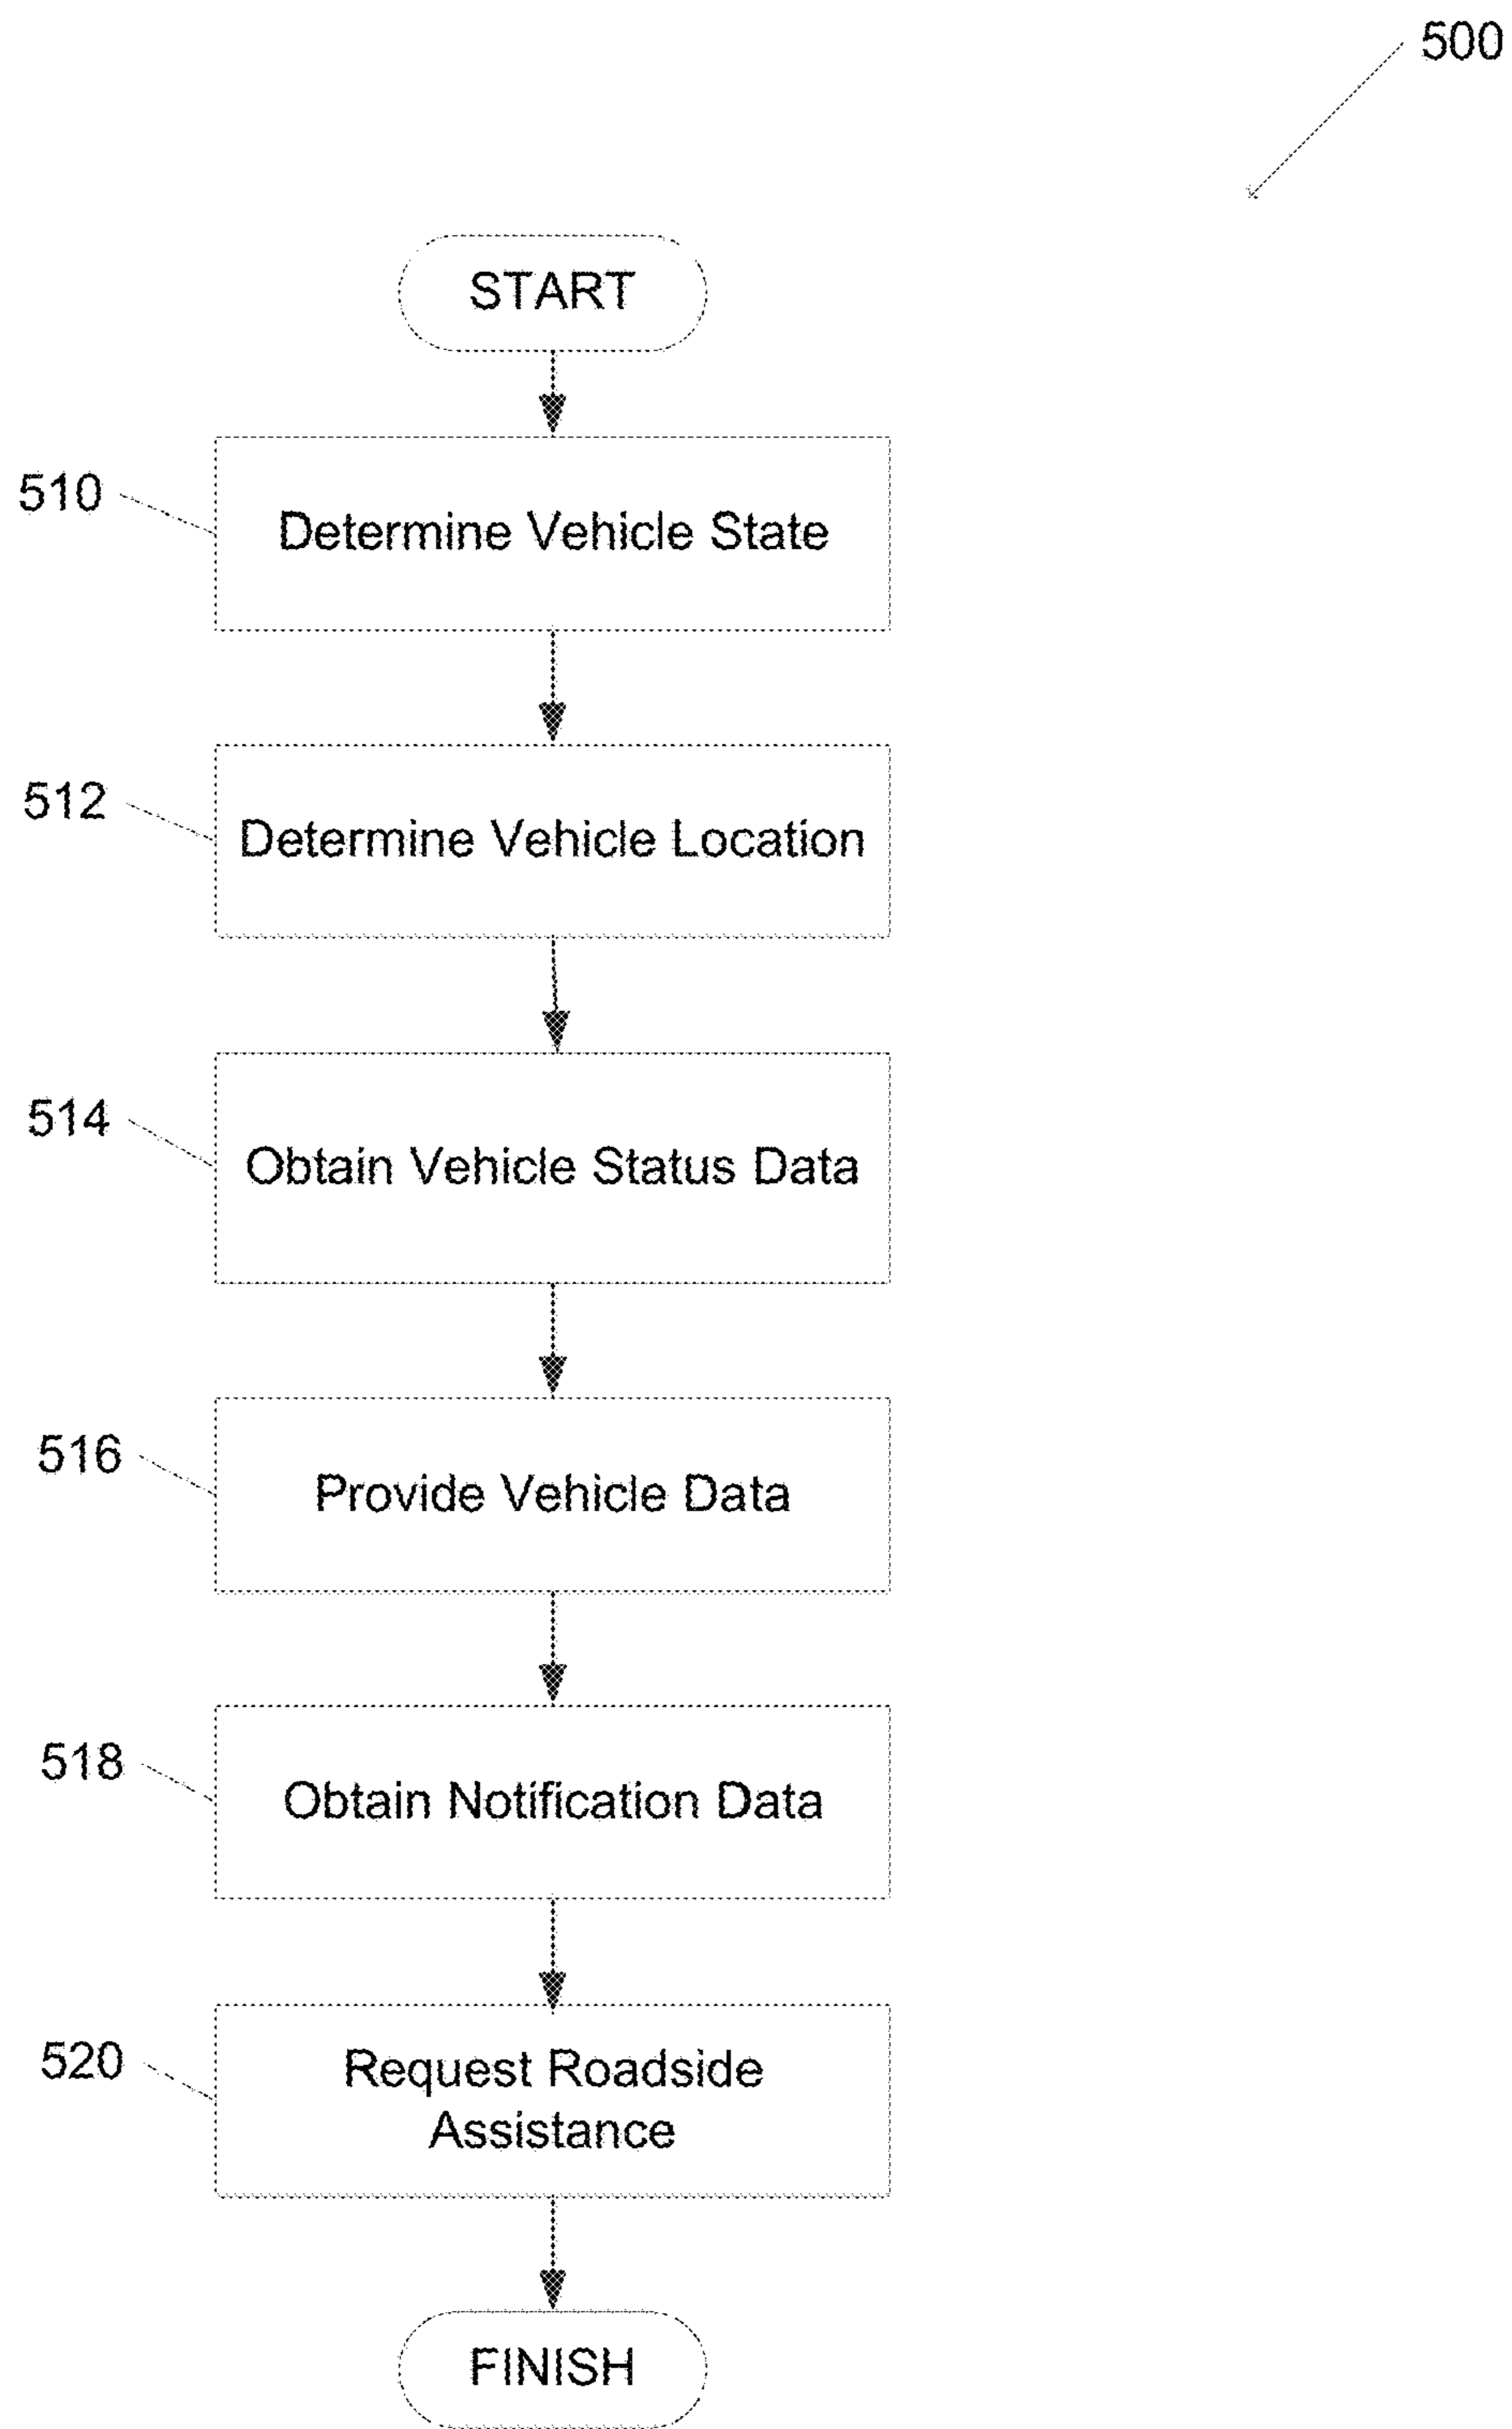 500
START
510
Determine Vehicle State
512
Determine Vehicle Location
514
Obtain Vehicle Status Data
516
Provide Vehicle Data
518
Obtain Notification Data
520
Request Roadside
Assistance
FINISH